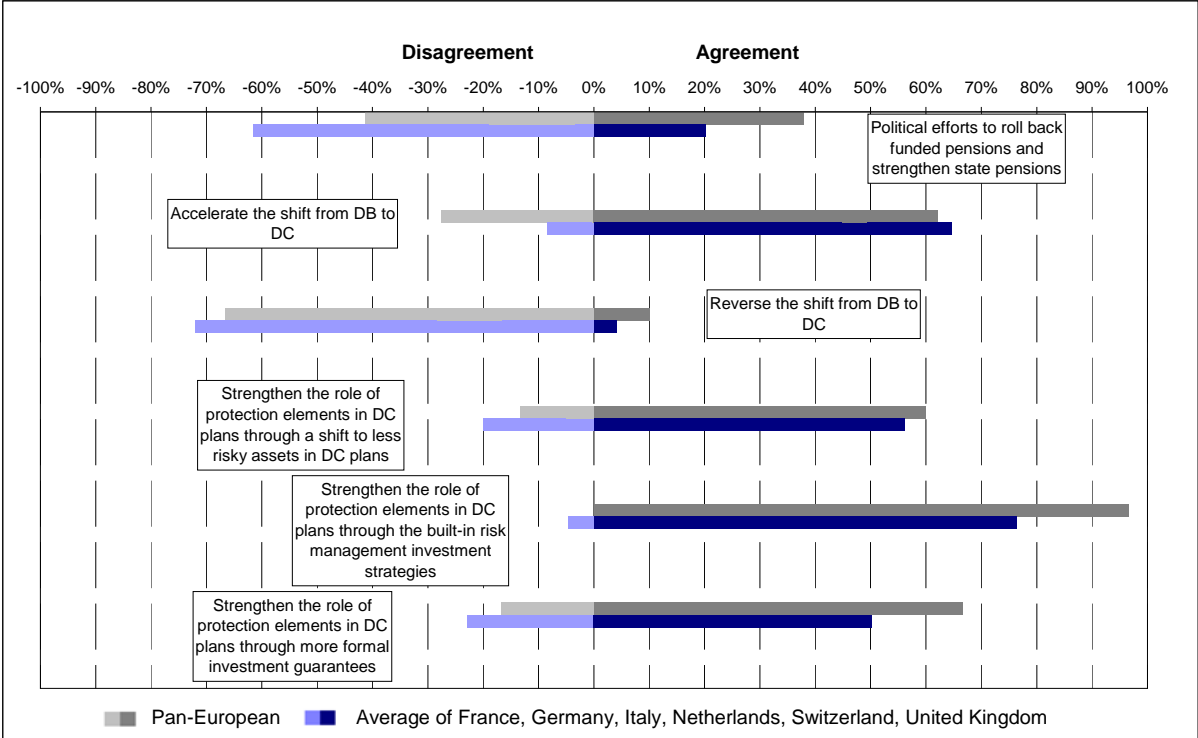 Disagreement Agreement
-100% -90% -80% -70% -60% -50% -40% -30% -20% -10% 0% 10% 20% 30% 40% 50% 60% 70% 80% 90% 100%
Political efforts to roll back
funded pensions and
strengthen state pensions
Accelerate the shift from DB to
DC
Reverse the shift from DB to
DC
Strengthen the role of
protection elements in DC
plans through a shift to less
risky assets in DC plans
Strengthen the role of
protection elements in DC
plans through the built-in risk
management investment
strategies
Strengthen the role of
protection elements in DC
plans through more formal
investment guarantees
Pan-European Average of France, Germany, Italy, Netherlands, Switzerland, United Kingdom